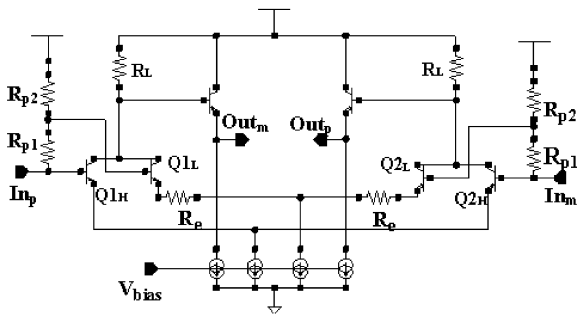 RL
RL
Rp2
Rp2
Outm
Outp
Rp1
Q1L
Q2L
Rp1
Inp
Q1H
Q2H
Inm
Re
Re
Vbias